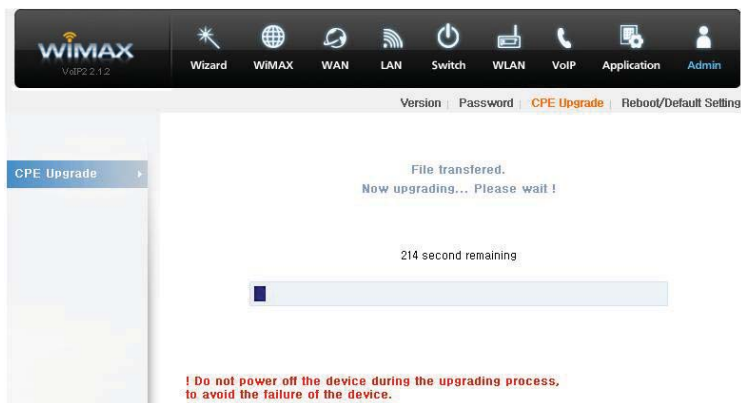 WiMAX
VoIP2 2.1.2
Wizard WiMAX WAN LAN Switch WLAN VoIP Application Admin
Version | Password | CPE Upgrade | Reboot/Default Setting
CPE Upgrade
File transfered.
Now upgrading... Please wait !
214 second remaining
! Do not power off the device during the upgrading process,
to avoid the failure of the device.